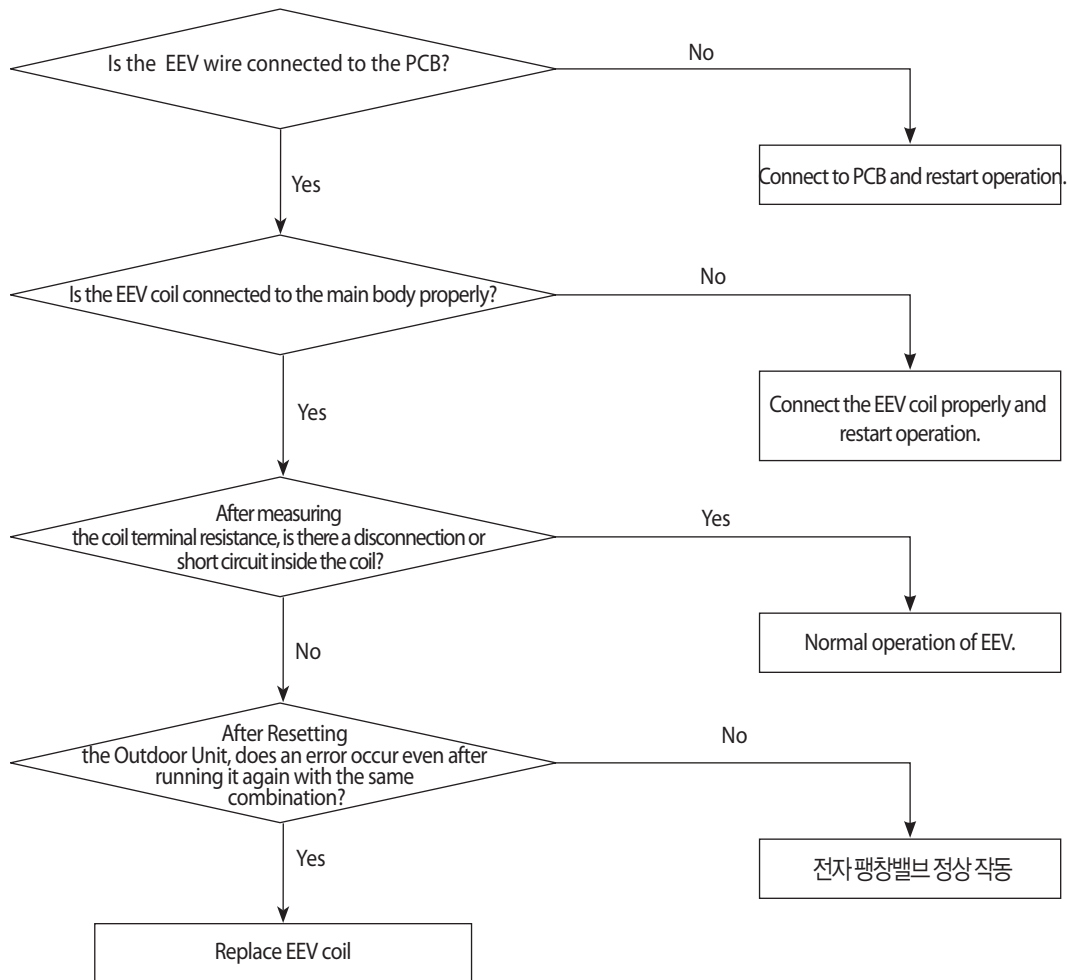 Is the EEV wire connected to the PCB?
No
Connect to PCB and restart operation.
Yes
Is the EEV coil connected to the main body properly?
No
Connect the EEV coil properly and
restart operation.
Yes
After measuring
the coil terminal resistance, is there a disconnection or
short circuit inside the coil?
Yes
Normal operation of EEV.
No
After Resetting
the Outdoor Unit, does an error occur even after
running it again with the same
combination?
No
전자 팽창밸브 정상 작동
Yes
Replace EEV coil